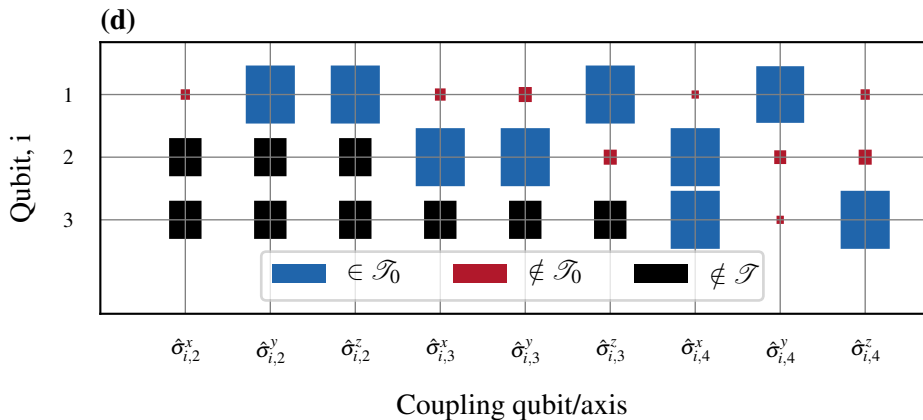 (d)
Qubit, i
1
2
3
∈ 𝒯₀ ∉ 𝒯₀ ∉ 𝒯
σ̂ˣᵢ,₂ σ̂ʸᵢ,₂ σ̂ᶻᵢ,₂ σ̂ˣᵢ,₃ σ̂ʸᵢ,₃ σ̂ᶻᵢ,₃ σ̂ˣᵢ,₄ σ̂ʸᵢ,₄ σ̂ᶻᵢ,₄
Coupling qubit/axis